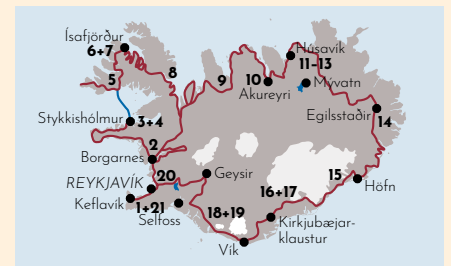 Ísafjörður
6+7
5
8
9
10
Akureyri
Húsavík
11–13
Mývatn
Egilsstaðir
14
Stykkishólmur
3+4
Borgarnes
2
REYKJAVÍK
20
Geysir
Keflavík
1+21
Selfoss
18+19
16+17
15
Höfn
Kirkjubæjar-
klaustur
Vík